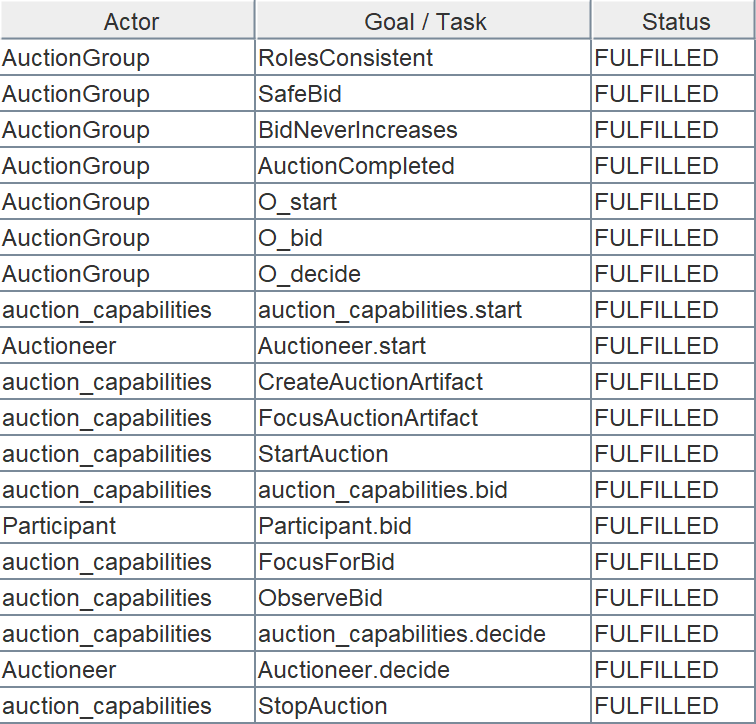 Actor Goal / Task Status
AuctionGroup RolesConsistent FULFILLED
AuctionGroup SafeBid FULFILLED
AuctionGroup BidNeverIncreases FULFILLED
AuctionGroup AuctionCompleted FULFILLED
AuctionGroup O_start FULFILLED
AuctionGroup O_bid FULFILLED
AuctionGroup O_decide FULFILLED
auction_capabilities auction_capabilities.start FULFILLED
Auctioneer Auctioneer.start FULFILLED
auction_capabilities CreateAuctionArtifact FULFILLED
auction_capabilities FocusAuctionArtifact FULFILLED
auction_capabilities StartAuction FULFILLED
auction_capabilities auction_capabilities.bid FULFILLED
Participant Participant.bid FULFILLED
auction_capabilities FocusForBid FULFILLED
auction_capabilities ObserveBid FULFILLED
auction_capabilities auction_capabilities.decide FULFILLED
Auctioneer Auctioneer.decide FULFILLED
auction_capabilities StopAuction FULFILLED